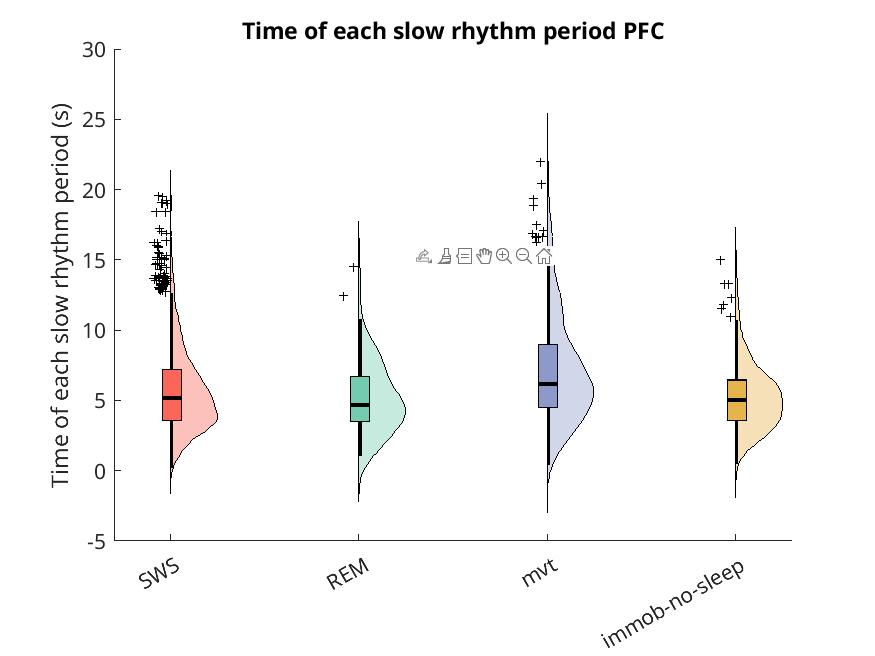 Time of each slow rhythm period PFC
Time of each slow rhythm period (s)
30
25
20
15
10
5
0
-5
SWS
REM
mvt
immob-no-sleep